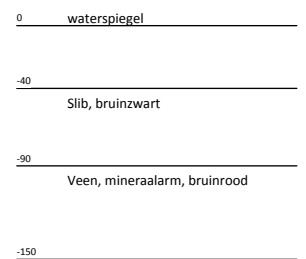 0 waterspiegel
-40
Slib, bruinzwart
-90
Veen, mineraalarm, bruinrood
-150